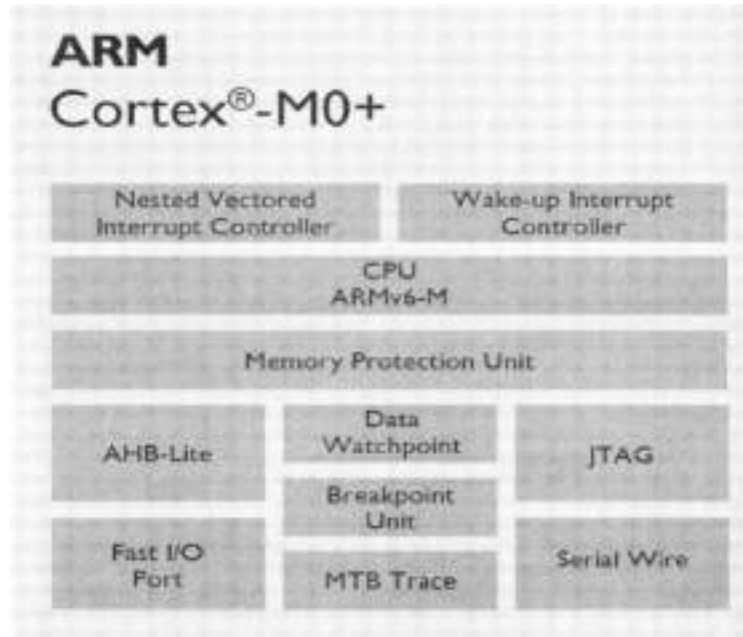 ARM
Cortex®-M0+
Nested Vectored
Interrupt Controller
Wake-up Interrupt
Controller
CPU
ARMv6-M
Memory Protection Unit
AHB-Lite
Data
Watchpoint
JTAG
Breakpoint
Unit
Fast I/O
Port
MTB Trace
Serial Wire